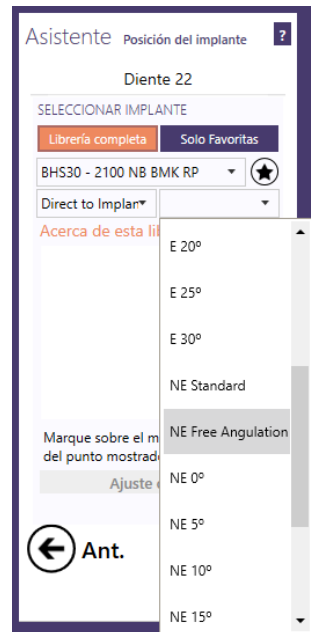 Asistente Posición del implante ?
Diente 22
SELECCIONAR IMPLANTE
Librería completa Solo Favoritas
BHS30 - 2100 NB BMK RP
Direct to Implan
Acerca de esta li
E 20º
E 25º
E 30º
NE Standard
NE Free Angulation
NE 0º
NE 5º
NE 10º
NE 15º
Marque sobre el m
del punto mostrad
Ajuste
Ant.